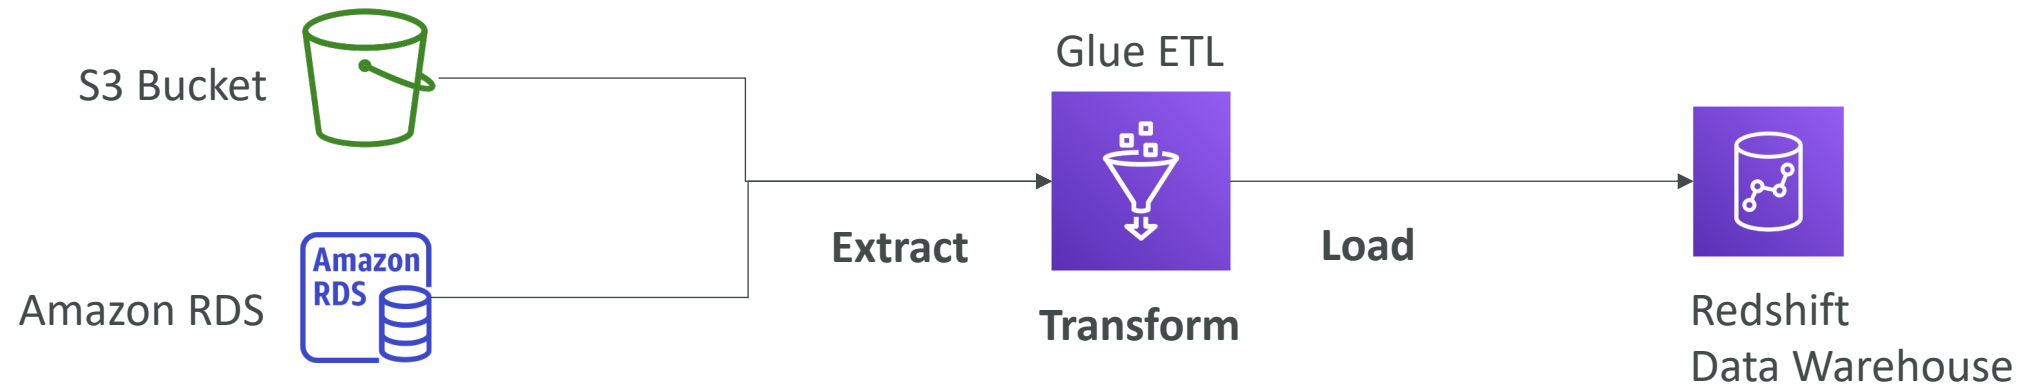 S3 Bucket
Glue ETL
Amazon
RDS
Amazon RDS
Extract
Transform
Load
Redshift
Data Warehouse